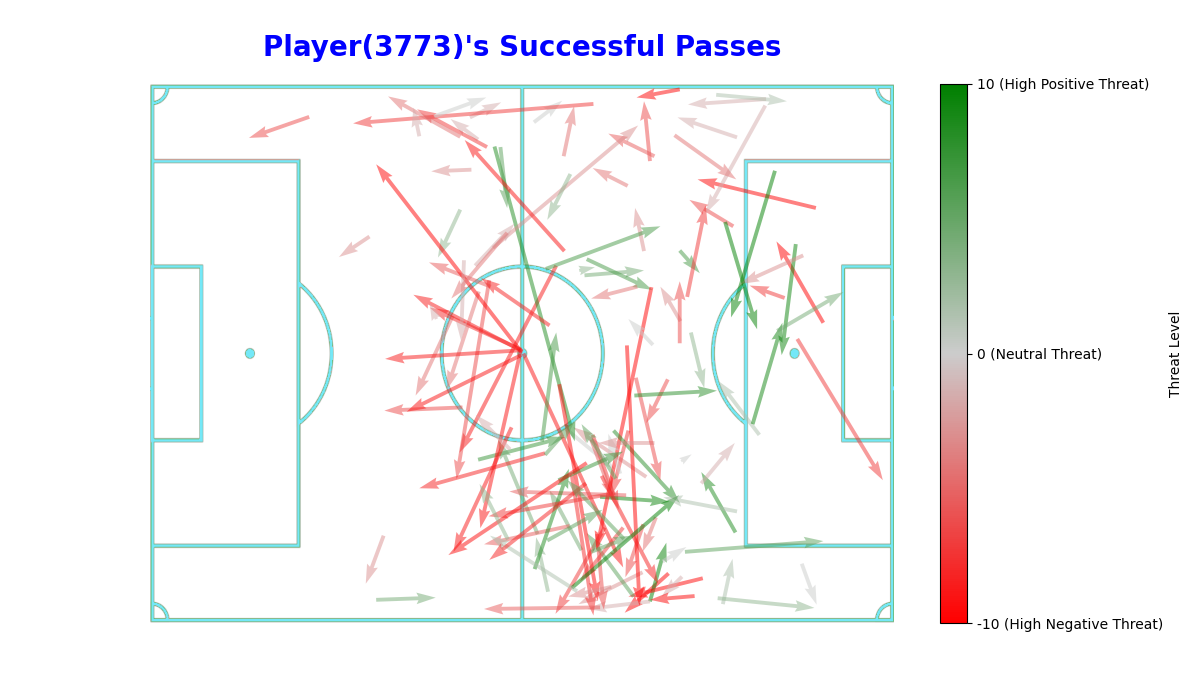 Player(3773)'s Successful Passes
10 (High Positive Threat)
0 (Neutral Threat)
-10 (High Negative Threat)
Threat Level